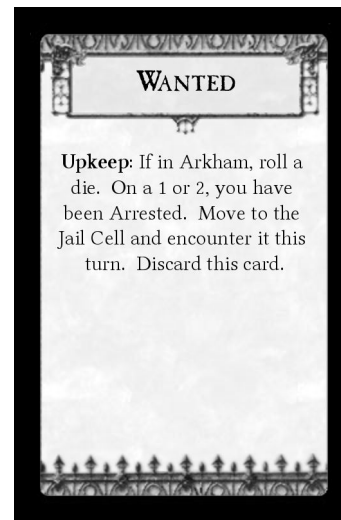 WANTED
Upkeep: If in Arkham, roll a
die. On a 1 or 2, you have
been Arrested. Move to the
Jail Cell and encounter it this
turn. Discard this card.